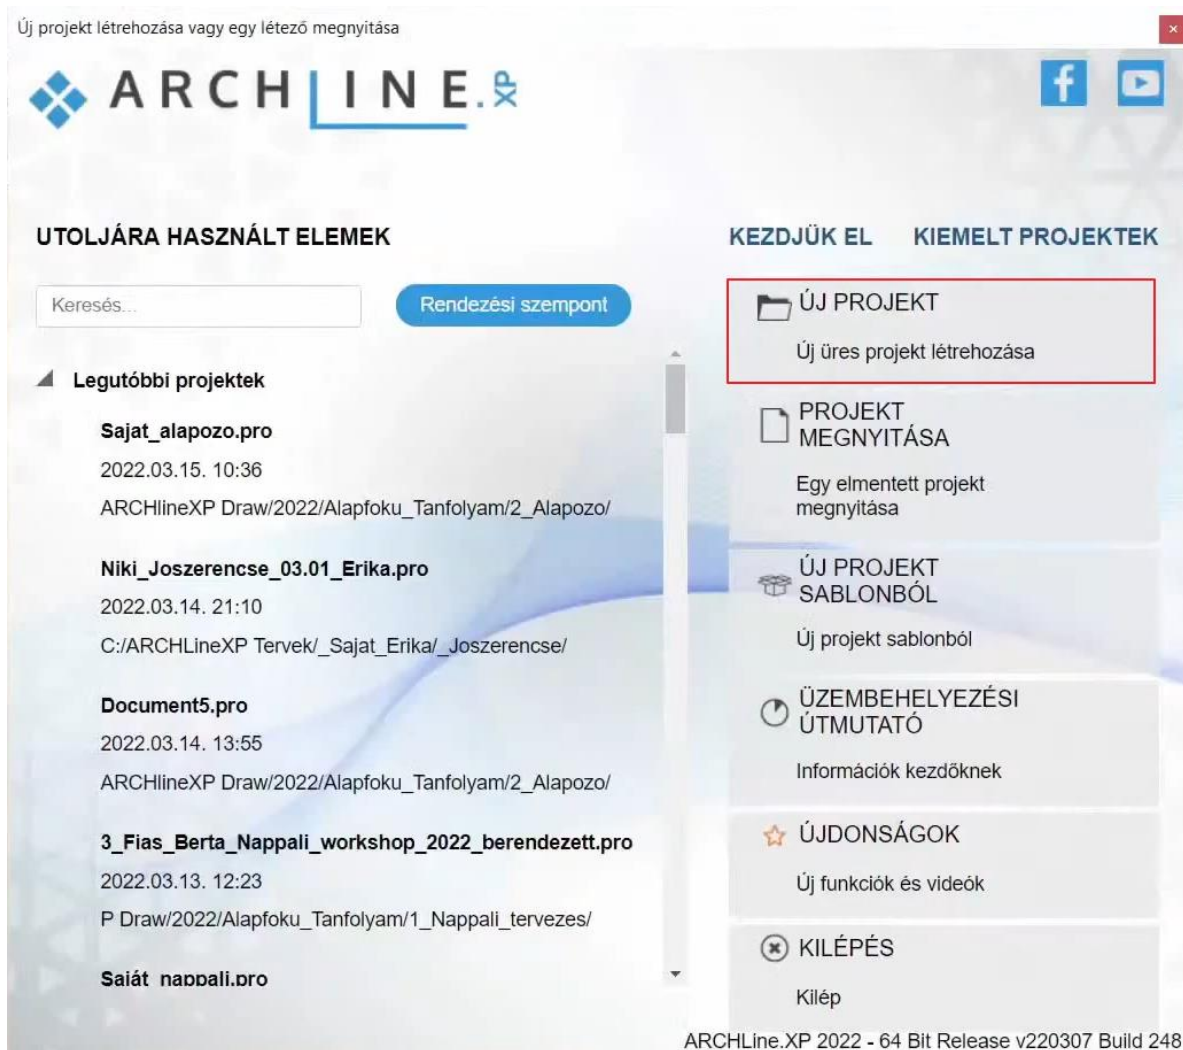 Új projekt létrehozása vagy egy létező megnyitása
ARCHLINE.XP
UTOLJÁRA HASZNÁLT ELEMEK
Keresés...
Rendezési szempont
Legutóbbi projektek
Sajat_alapozo.pro
2022.03.15. 10:36
ARCHlineXP Draw/2022/Alapfoku_Tanfolyam/2_Alapozo/
Niki_Joszerencse_03.01_Erika.pro
2022.03.14. 21:10
C:/ARCHLineXP Tervek/_Sajat_Erika/_Joszerencse/
Document5.pro
2022.03.14. 13:55
ARCHlineXP Draw/2022/Alapfoku_Tanfolyam/2_Alapozo/
3_Fias_Berta_Nappali_workshop_2022_berendezett.pro
2022.03.13. 12:23
P Draw/2022/Alapfoku_Tanfolyam/1_Nappali_tervezes/
Saját_nappali.pro
KEZDJÜK EL
KIEMELT PROJEKTEK
ÚJ PROJEKT
Új üres projekt létrehozása
PROJEKT
MEGNYITÁSA
Egy elmentett projekt
megnyitása
ÚJ PROJEKT
SABLONBÓL
Új projekt sablonból
ÜZEMBEHELYEZÉSI
ÚTMUTATÓ
Információk kezdőknek
ÚJDONSÁGOK
Új funkciók és videók
KILÉPÉS
Kilép
ARCHLine.XP 2022 - 64 Bit Release v220307 Build 248